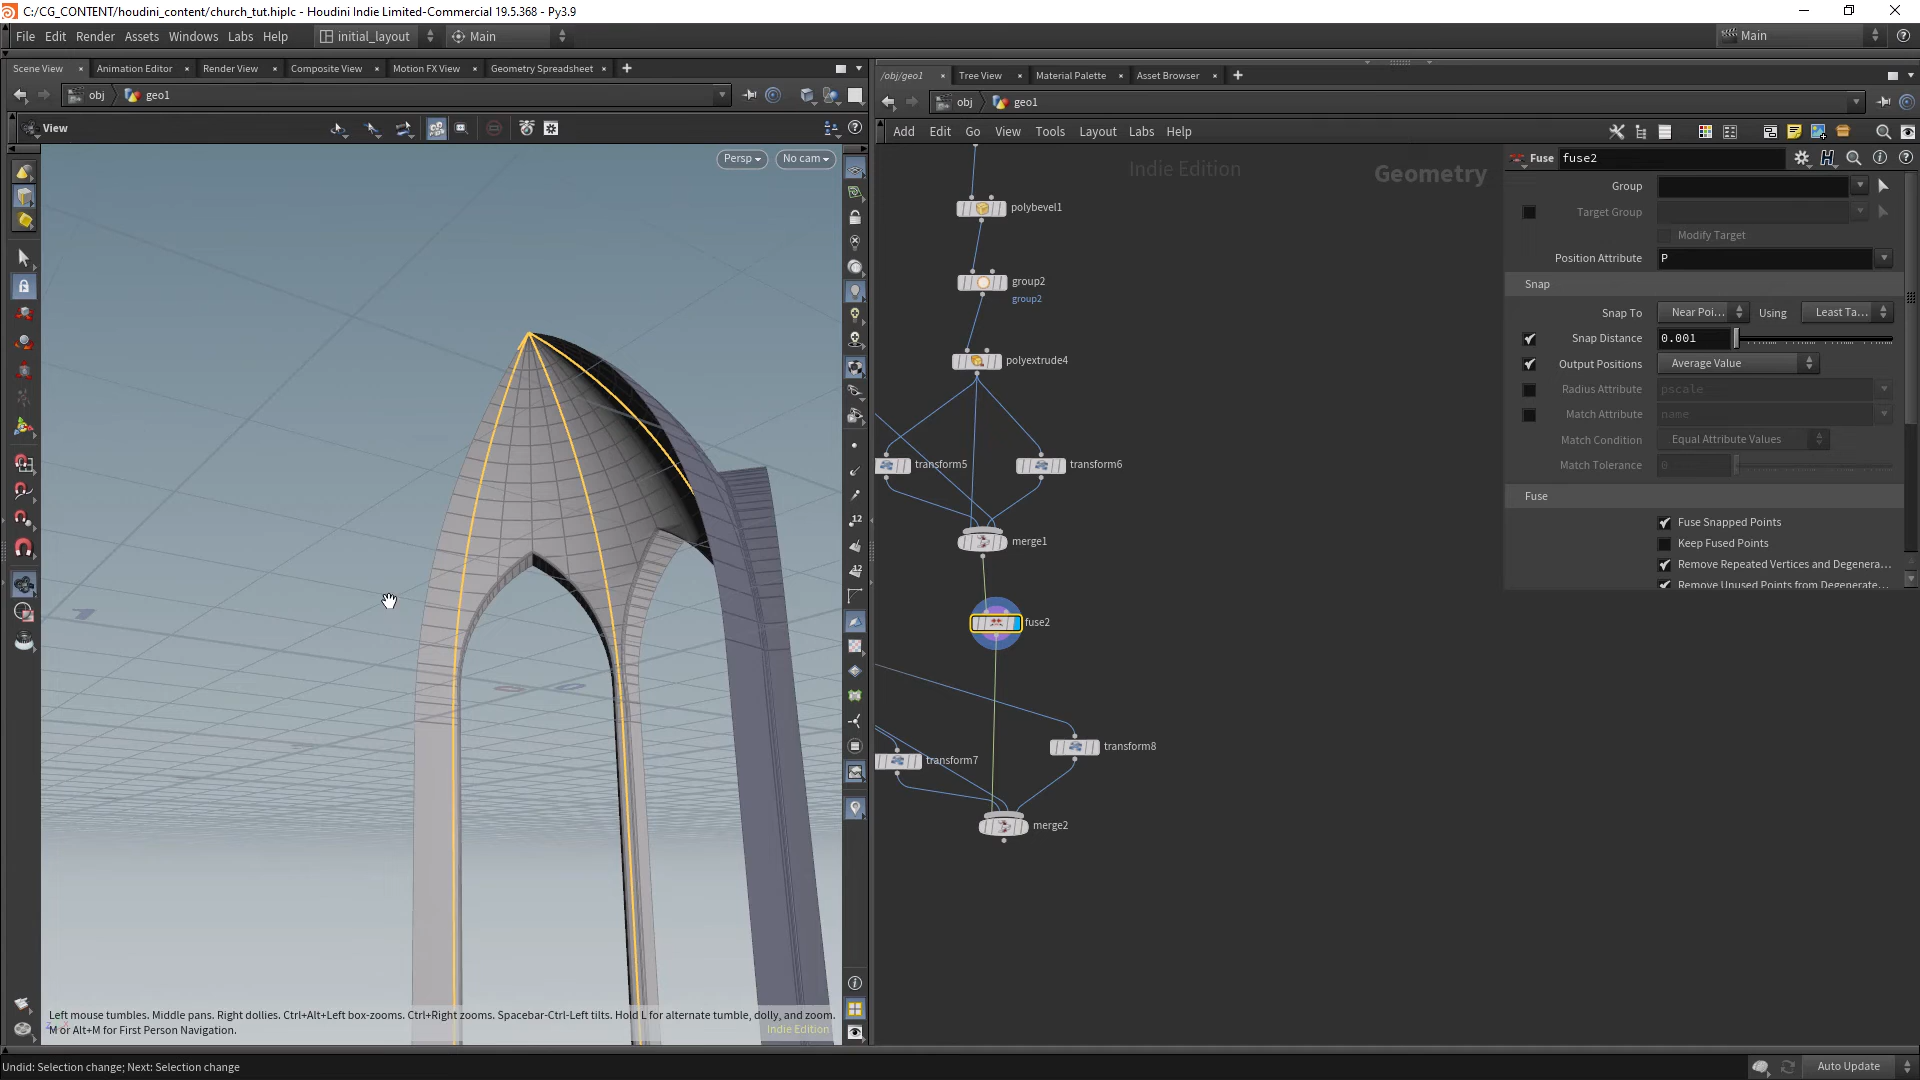 C:/CG_CONTENT/houdini_content/church_tut.hiplc - Houdini Indie Limited-Commercial 19.5.368 - Py3.9
File Edit Render Assets Windows Labs Help initial_layout Main Main
Scene View Animation Editor Render View Composite View Motion FX View Geometry Spreadsheet
/obj/geo1 Tree View Material Palette Asset Browser
obj geo1
obj geo1
View
Add Edit Go View Tools Layout Labs Help
Persp No cam
Indie Edition
Geometry
polybevel1
group2
group2
polyextrude4
transform5
transform6
merge1
fuse2
transform8
transform7
merge2
Fuse fuse2
Group
Target Group
Modify Target
Position Attribute P
Snap
Snap To Near Poi... Using Least Ta...
Snap Distance 0.001
Output Positions Average Value
Radius Attribute pscale
Match Attribute name
Match Condition Equal Attribute Values
Match Tolerance 0
Fuse
Fuse Snapped Points
Keep Fused Points
Remove Repeated Vertices and Degenera...
Remove Unused Points from Degenerate...
12
12
Left mouse tumbles. Middle pans. Right dollies. Ctrl+Alt+Left box-zooms. Ctrl+Right zooms. Spacebar-Ctrl-Left tilts. Hold L for alternate tumble, dolly, and zoom.
M or Alt+M for First Person Navigation.
Indie Edition
Undid: Selection change; Next: Selection change
Auto Update